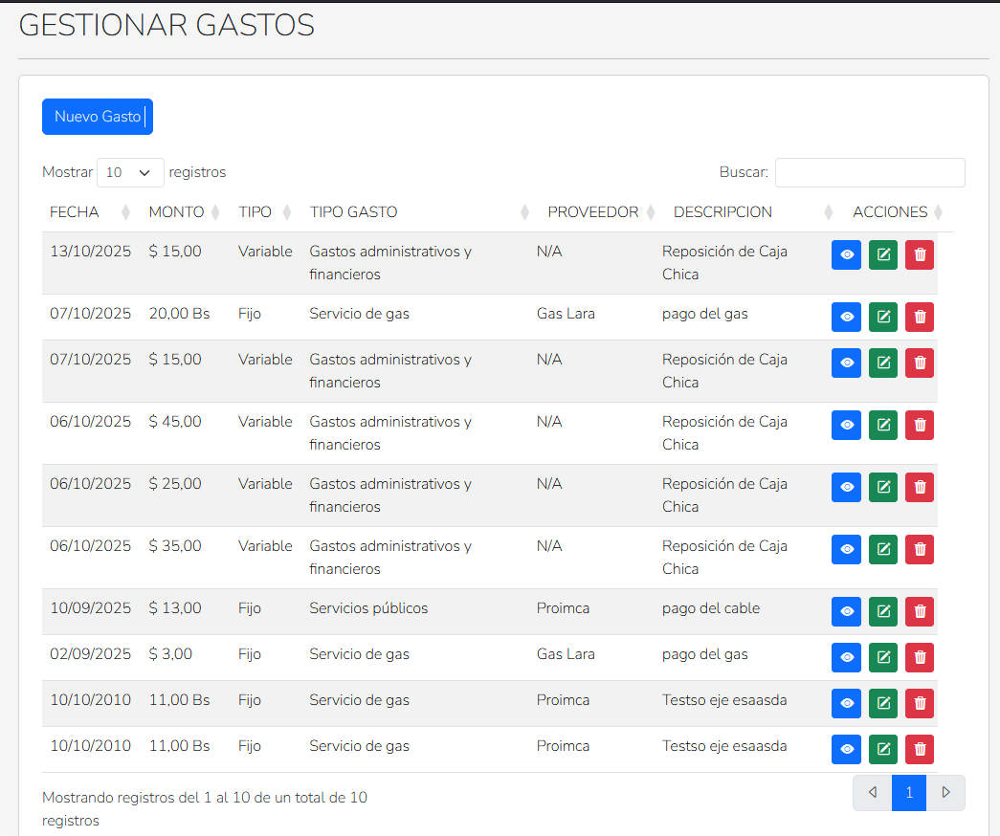 GESTIONAR GASTOS
Nuevo Gasto
Mostrar 10 registros Buscar:
FECHA MONTO TIPO TIPO GASTO PROVEEDOR DESCRIPCION ACCIONES
13/10/2025 $ 15,00 Variable Gastos administrativos y N/A Reposición de Caja
financieros Chica
07/10/2025 20,00 Bs Fijo Servicio de gas Gas Lara pago del gas
07/10/2025 $ 15,00 Variable Gastos administrativos y N/A Reposición de Caja
financieros Chica
06/10/2025 $ 45,00 Variable Gastos administrativos y N/A Reposición de Caja
financieros Chica
06/10/2025 $ 25,00 Variable Gastos administrativos y N/A Reposición de Caja
financieros Chica
06/10/2025 $ 35,00 Variable Gastos administrativos y N/A Reposición de Caja
financieros Chica
10/09/2025 $ 13,00 Fijo Servicios públicos Proimca pago del cable
02/09/2025 $ 3,00 Fijo Servicio de gas Gas Lara pago del gas
10/10/2010 11,00 Bs Fijo Servicio de gas Proimca Testso eje esaasda
10/10/2010 11,00 Bs Fijo Servicio de gas Proimca Testso eje esaasda
Mostrando registros del 1 al 10 de un total de 10 1
registros